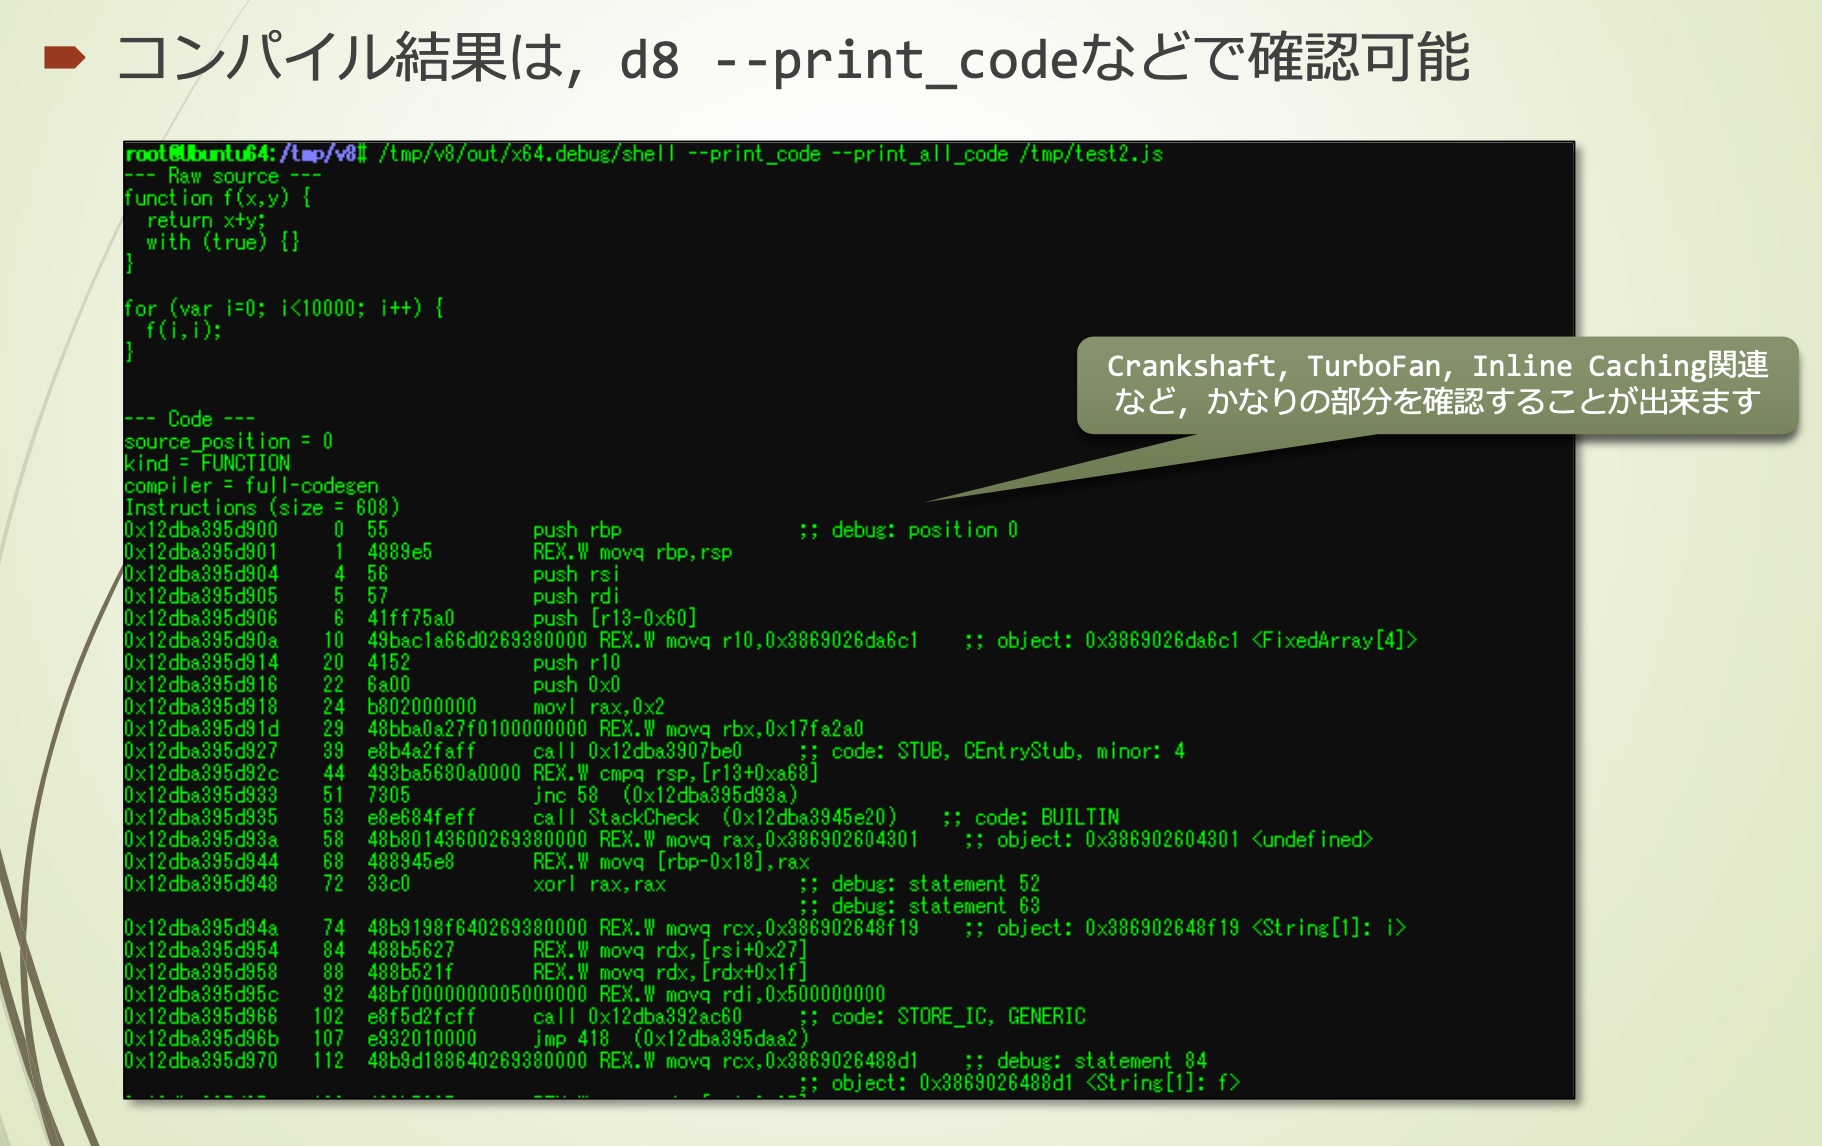 コンパイル結果は, d8 --print_codeなどで確認可能
root@Ubuntu64:/tmp/v8# /tmp/v8/out/x64.debug/shell --print_code --print_all_code /tmp/test2.js
--- Raw source ---
function f(x,y) {
  return x+y;
  with (true) {}
}
for (var i=0; i<10000; i++) {
  f(i,i);
}
Crankshaft, TurboFan, Inline Caching関連
など, かなりの部分を確認することが出来ます
--- Code ---
source_position = 0
kind = FUNCTION
compiler = full-codegen
Instructions (size = 608)
0x12dba395d900     0  55             push rbp                ;; debug: position 0
0x12dba395d901     1  4889e5         REX.W movq rbp,rsp
0x12dba395d904     4  56             push rsi
0x12dba395d905     5  57             push rdi
0x12dba395d906     6  41ff75a0       push [r13-0x60]
0x12dba395d90a    10  49bac1a66d0269380000 REX.W movq r10,0x3869026da6c1    ;; object: 0x3869026da6c1 <FixedArray[4]>
0x12dba395d914    20  4152           push r10
0x12dba395d916    22  6a00           push 0x0
0x12dba395d918    24  b802000000     movl rax,0x2
0x12dba395d91d    29  48bba0a27f0100000000 REX.W movq rbx,0x17fa2a0
0x12dba395d927    39  e8b4a2faff     call 0x12dba3907be0     ;; code: STUB, CEntryStub, minor: 4
0x12dba395d92c    44  493ba5680a0000 REX.W cmpq rsp,[r13+0xa68]
0x12dba395d933    51  7305           jnc 58  (0x12dba395d93a)
0x12dba395d935    53  e8e684feff     call StackCheck  (0x12dba3945e20)    ;; code: BUILTIN
0x12dba395d93a    58  48b80143600269380000 REX.W movq rax,0x386902604301    ;; object: 0x386902604301 <undefined>
0x12dba395d944    68  488945e8       REX.W movq [rbp-0x18],rax
0x12dba395d948    72  33c0           xorl rax,rax            ;; debug: statement 52
                                                             ;; debug: statement 63
0x12dba395d94a    74  48b9198f640269380000 REX.W movq rcx,0x386902648f19    ;; object: 0x386902648f19 <String[1]: i>
0x12dba395d954    84  488b5627       REX.W movq rdx,[rsi+0x27]
0x12dba395d958    88  488b521f       REX.W movq rdx,[rdx+0x1f]
0x12dba395d95c    92  48bf0000000005000000 REX.W movq rdi,0x500000000
0x12dba395d966   102  e8f5d2fcff     call 0x12dba392ac60     ;; code: STORE_IC, GENERIC
0x12dba395d96b   107  e932010000     jmp 418  (0x12dba395daa2)
0x12dba395d970   112  48b9d188640269380000 REX.W movq rcx,0x3869026488d1    ;; debug: statement 84
                                                             ;; object: 0x3869026488d1 <String[1]: f>